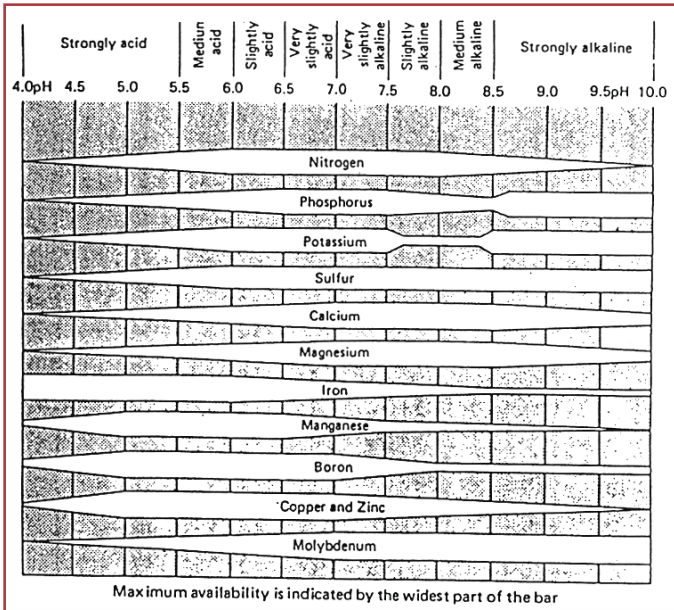 Strongly acid
Medium acid
Slightly acid
Very slightly acid
Very slightly alkaline
Slightly alkaline
Medium alkaline
Strongly alkaline
4.0pH 4.5 5.0 5.5 6.0 6.5 7.0 7.5 8.0 8.5 9.0 9.5pH 10.0
Nitrogen
Phosphorus
Potassium
Sulfur
Calcium
Magnesium
Iron
Manganese
Boron
Copper and Zinc
Molybdenum
Maximum availability is indicated by the widest part of the bar